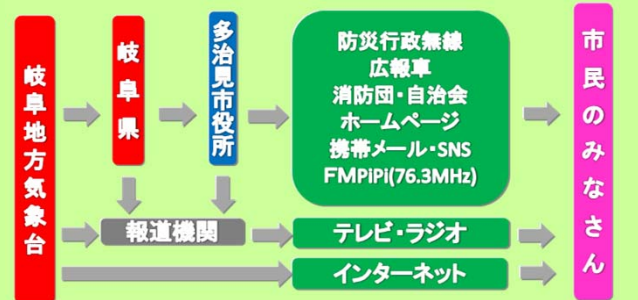 岐阜地方気象台
岐阜県
多治見市役所
防災行政無線
広報車
消防団・自治会
ホームページ
携帯メール・SNS
FMPiPi(76.3MHz)
市民のみなさん
報道機関
テレビ・ラジオ
インターネット